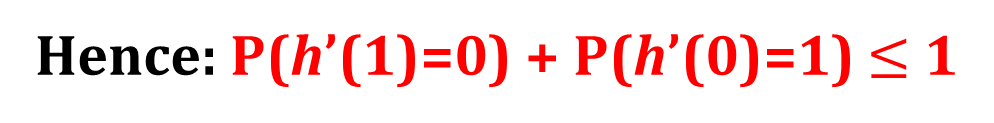 Hence: P(h’(1)=0) + P(h’(0)=1) ≤ 1